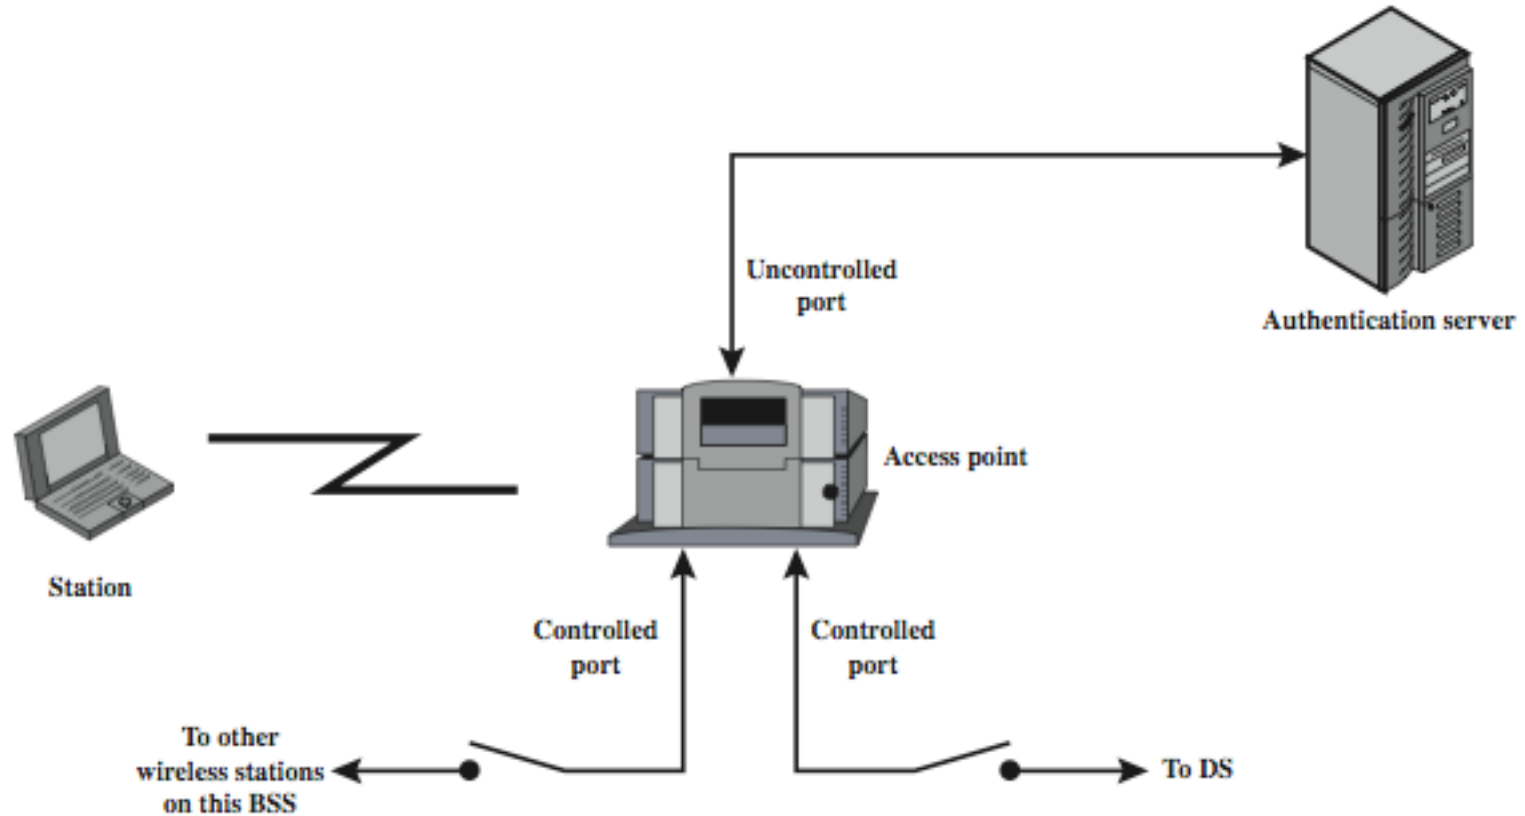 Uncontrolled
port
Authentication server
Access point
Station
Controlled
port
Controlled
port
To other
wireless stations
on this BSS
To DS